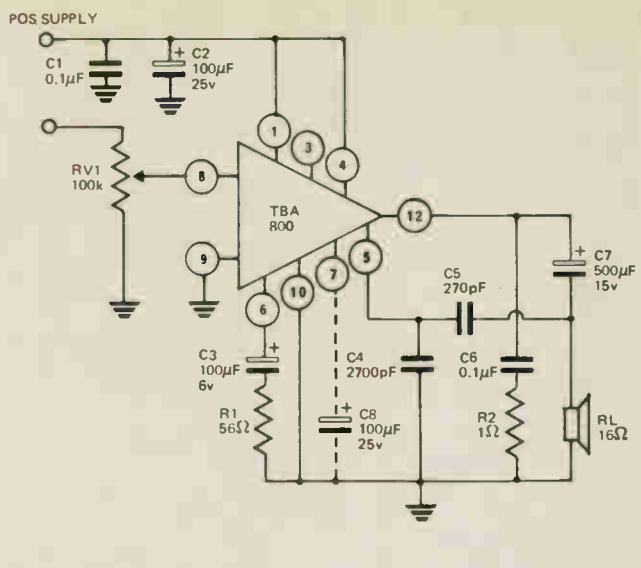 POS SUPPLY
C1
0.1µF
+
C2
100µF
25v
1
3
4
RV1
100k
8
TBA
800
12
9
5
7
10
6
+
C7
500µF
15v
C5
270pF
+
C3
100µF
6v
C4
2700pF
C6
0.1µF
R1
56Ω
+
C8
100µF
25v
R2
1Ω
RL
16Ω